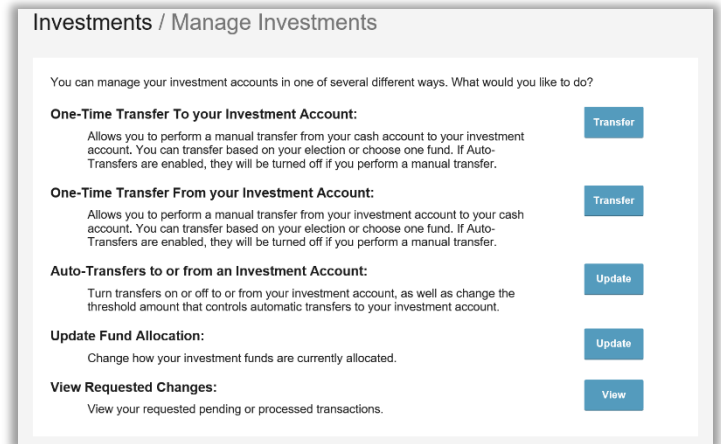 Investments / Manage Investments
You can manage your investment accounts in one of several different ways. What would you like to do?
One-Time Transfer To your Investment Account:
Transfer
Allows you to perform a manual transfer from your cash account to your investment
account. You can transfer based on your election or choose one fund. If Auto-
Transfers are enabled, they will be turned off if you perform a manual transfer.
One-Time Transfer From your Investment Account:
Transfer
Allows you to perform a manual transfer from your investment account to your cash
account. You can transfer based on your election or choose one fund. If Auto-
Transfers are enabled, they will be turned off if you perform a manual transfer.
Auto-Transfers to or from an Investment Account:
Update
Turn transfers on or off to or from your investment account, as well as change the
threshold amount that controls automatic transfers to your investment account.
Update Fund Allocation:
Update
Change how your investment funds are currently allocated.
View Requested Changes:
View
View your requested pending or processed transactions.